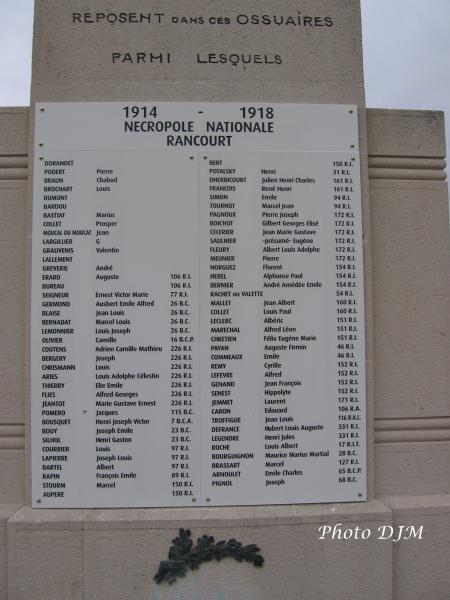 REPOSENT DANS CES OSSUAIRES
PARMI LESQUELS
1914 - 1918
NECROPOLE NATIONALE
RANCOURT
DORANDET
PODERT Pierre
BRAUN Chabud
BROCHART Louis
DUMONT
BARDOU
BASTIAT Marius
COLLET Prosper
MOUCAL OU MOUCAT Jean
LARGILLIER G
GRAUVENIS Valentin
LALLEMENT
GREVERIE André
ERARD Auguste 106 R.I.
BUREAU 106 R.I.
SEIGNEUR Ernest Victor Marie 77 R.I.
GERMOND Ausbert Emile Alfred 26 B.C.
BLAISE Jean Louis 26 B.C.
BERNADAT Marcel Louis 26 B.C.
LEMONNIER Louis Joseph 26 B.C.
OLIVIER Camille 16 B.C.P.
COUTENS Adrien Camille Mathieu 226 R.I.
BERGERY Joseph 226 R.I.
CHRISMANN Louis 226 R.I.
ARIES Louis Adolphe Célestin 226 R.I.
THIERRY Elie Emile 226 R.I.
FLIES Alfred Georges 226 R.I.
JEANTOT Marie Gustave Ernest 226 R.I.
POMERO Jacques 115 B.C.
BOUSQUET Henri Joseph Victor 7 B.C.A.
BOUY Joseph Emile 23 B.C.
SILHOL Henri Gaston 23 B.C.
COURBIER Louis 97 R.I.
LAPIERRE Joseph Louis 97 R.I.
BARTEL Albert 97 R.I.
RAPIN François Emile 89 R.I.
STOURM Marcel 150 R.I.
AUPERE 150 R.I.
BERT 150 R.I.
POTALSKY Henri 31 R.I.
DHERBICOURT Julien Henri Charles 161 R.I.
FRANCOIS René Henri 161 R.I.
SIMON Emile 94 R.I.
TOURNOT Marcel Jean 94 R.I.
PAGNOUX Pierre Joseph 172 R.I.
BOICHOT Gilbert Georges Elisé 172 R.I.
CELERIER Jean Marie Gustave 172 R.I.
SAULNIER -présumé- Eugène 172 R.I.
FLEURY Albert Louis Adolphe 172 R.I.
MEUNIER Pierre 172 R.I.
NORGUEZ Florent 154 R.I.
HEREL Alphonse Paul 154 R.I.
BERNIER André Amédée Emile 154 R.I.
RACHET ou VALETTE 54 R.I.
MALLET Jean Albert 160 R.I.
COLLET Louis Paul 160 R.I.
LECLERC Albéric 151 R.I.
MARECHAL Alfred Léon 151 R.I.
CHRETIEN Félix Eugène Marie 151 R.I.
PAYAN Auguste Firmin 46 R.I.
COMMEAUX Emile 46 R.I.
REMY Cyrille 152 R.I.
LEFEVRE Alfred 152 R.I.
GENAND Jean François 152 R.I.
SENEST Hippolyte 152 R.I.
JEMMET Laurent 171 R.I.
CARON Edouard 106 R.A.
TROFFIGUE Jean Louis 116 R.A.L
DEFRANCE Hubert Louis Auguste 331 R.I.
LEGENDRE Henri Jules 331 R.I.
ROCHE Louis Albert 17 R.I.T.
BOURGUIGNON Maurice Marius Martial 28 B.C.
BRASSART Marcel 127 R.I.
ARNOULET Emile Charles 65 B.C.P.
PIGNOL Joseph 68 B.C.
Photo DJM